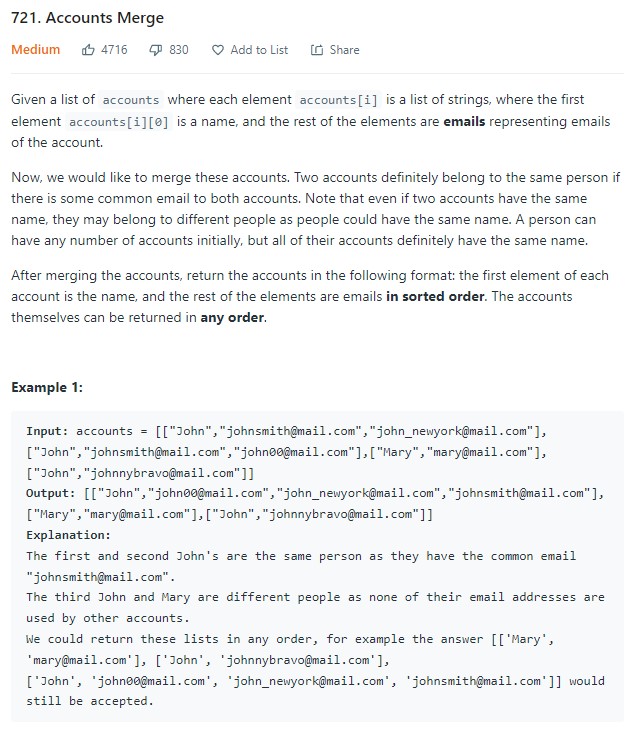 721. Accounts Merge
Medium 4716 830 Add to List Share
Given a list of accounts where each element accounts[i] is a list of strings, where the first
element accounts[i][0] is a name, and the rest of the elements are emails representing emails
of the account.
Now, we would like to merge these accounts. Two accounts definitely belong to the same person if
there is some common email to both accounts. Note that even if two accounts have the same
name, they may belong to different people as people could have the same name. A person can
have any number of accounts initially, but all of their accounts definitely have the same name.
After merging the accounts, return the accounts in the following format: the first element of each
account is the name, and the rest of the elements are emails in sorted order. The accounts
themselves can be returned in any order.
Example 1:
Input: accounts = [["John","johnsmith@mail.com","john_newyork@mail.com"],
["John","johnsmith@mail.com","john00@mail.com"],["Mary","mary@mail.com"],
["John","johnnybravo@mail.com"]]
Output: [["John","john00@mail.com","john_newyork@mail.com","johnsmith@mail.com"],
["Mary","mary@mail.com"],["John","johnnybravo@mail.com"]]
Explanation:
The first and second John's are the same person as they have the common email
"johnsmith@mail.com".
The third John and Mary are different people as none of their email addresses are
used by other accounts.
We could return these lists in any order, for example the answer [['Mary',
'mary@mail.com'], ['John', 'johnnybravo@mail.com'],
['John', 'john00@mail.com', 'john_newyork@mail.com', 'johnsmith@mail.com']] would
still be accepted.